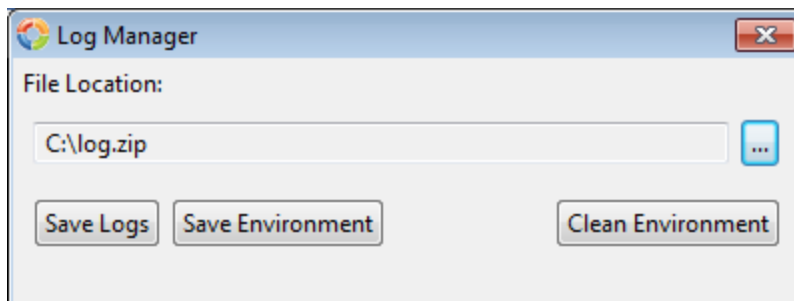 Log Manager
File Location:
C:\log.zip
...
Save Logs Save Environment Clean Environment